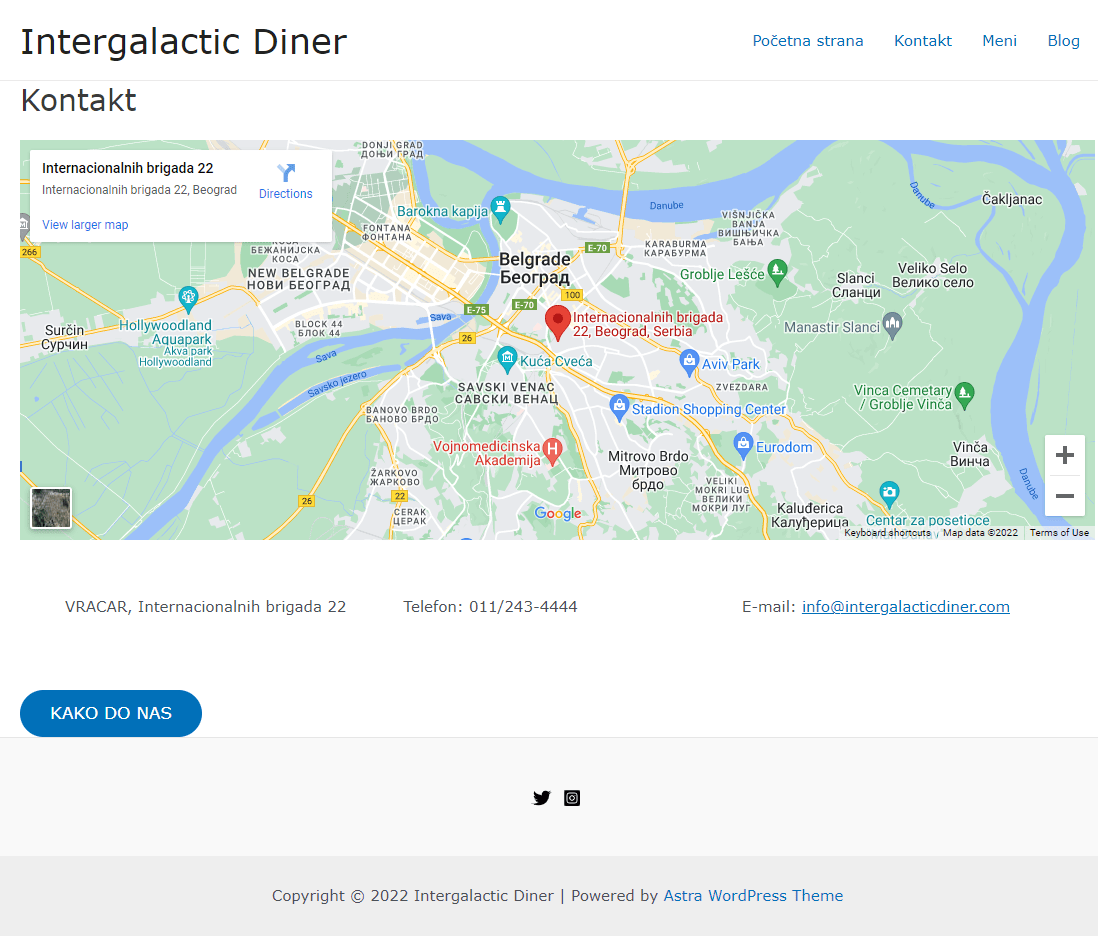 Intergalactic Diner
Početna strana
Kontakt
Meni
Blog
Kontakt
Internacionalnih brigada 22
Internacionalnih brigada 22, Beograd
Directions
View larger map
DONJI GRAD
ДОЊИ ГРАД
Barokna kapija
Danube
Danube
Čakljanac
VIŠNJIČKA
BANJA
ВИШЊИЧКА
БАЊА
FONTANA
ФОНТАНА
266
БЕЖАНИЈСКА
КОСА
NEW BELGRADE
НОВИ БЕОГРАД
Belgrade
Београд
E-70
KARABURMA
КАРАБУРМА
Groblje Lešće
Slanci
Сланци
Veliko Selo
Велико село
100
E-70
E-75
Hollywoodland
Aquapark
Akva park
Hollywoodland
Surčin
Сурчин
BLOCK 44
БЛОК 44
Sava
26
Internacionalnih brigada
22, Beograd, Serbia
Manastir Slanci
Sava
Savsko jezero
Kuća Cveća
Aviv Park
SAVSKI VENAC
САВСКИ ВЕНАЦ
ZVEZDARA
Vinca Cemetary
/ Groblje Vinča
BANOVO BRDO
БАНОВО БРДО
Stadion Shopping Center
Vojnomedicinska
Akademija
Eurodom
Mitrovo Brdo
Митрово
брдо
Vinča
Винча
ŽARKOVO
ЖАРКОВО
22
26
VELIKI
MOKRI LUG
ВЕЛИКИ
МОКРИ ЛУГ
Danube
CERAK
ЦЕРАК
Google
Kaluđerica
Калуђерица
Centar za posetioce
Keyboard shortcuts
Map data ©2022
Terms of Use
VRACAR, Internacionalnih brigada 22
Telefon: 011/243-4444
E-mail: info@intergalacticdiner.com
KAKO DO NAS
Copyright © 2022 Intergalactic Diner | Powered by Astra WordPress Theme